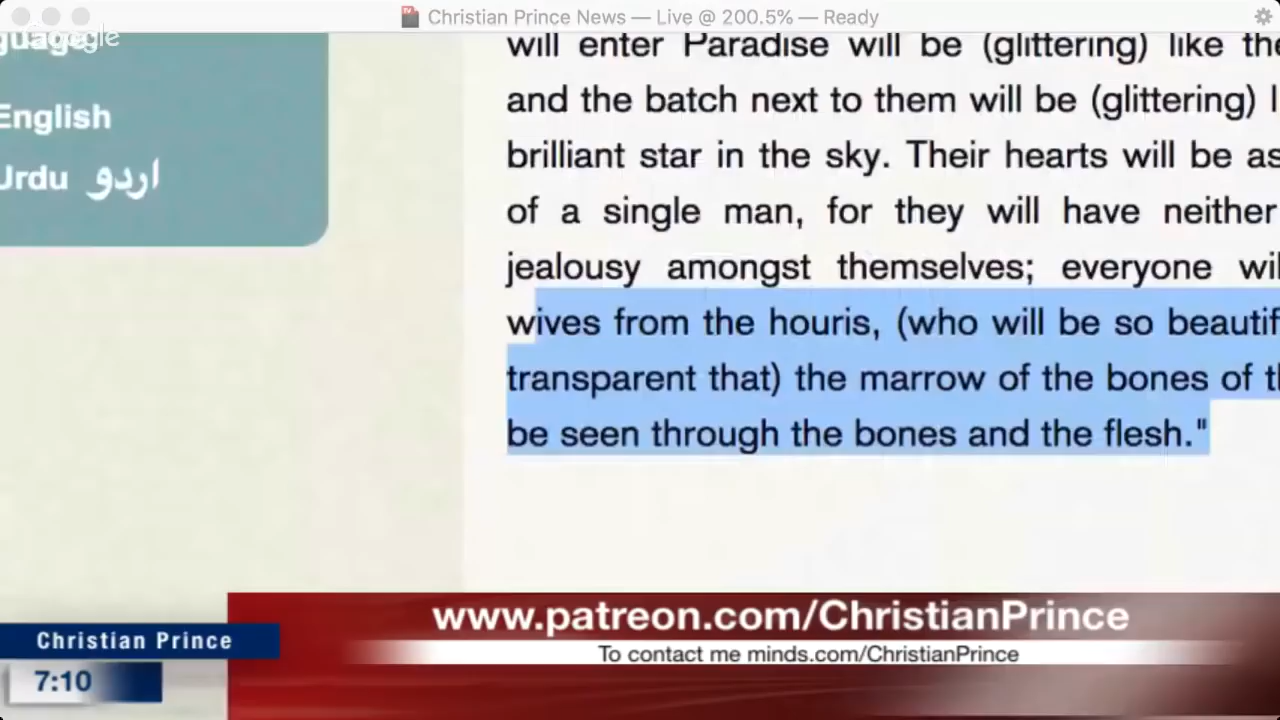 Christian Prince News — Live @ 200.5% — Ready
Google
English
Urdu اردو
will enter Paradise will be (glittering) like
and the batch next to them will be (glittering)
brilliant star in the sky. Their hearts will be
of a single man, for they will have neither
jealousy amongst themselves; everyone
wives from the houris, (who will be so
transparent that) the marrow of the bones of
be seen through the bones and the flesh."
www.patreon.com/ChristianPrince
To contact me minds.com/ChristianPrince
Christian Prince
7:10